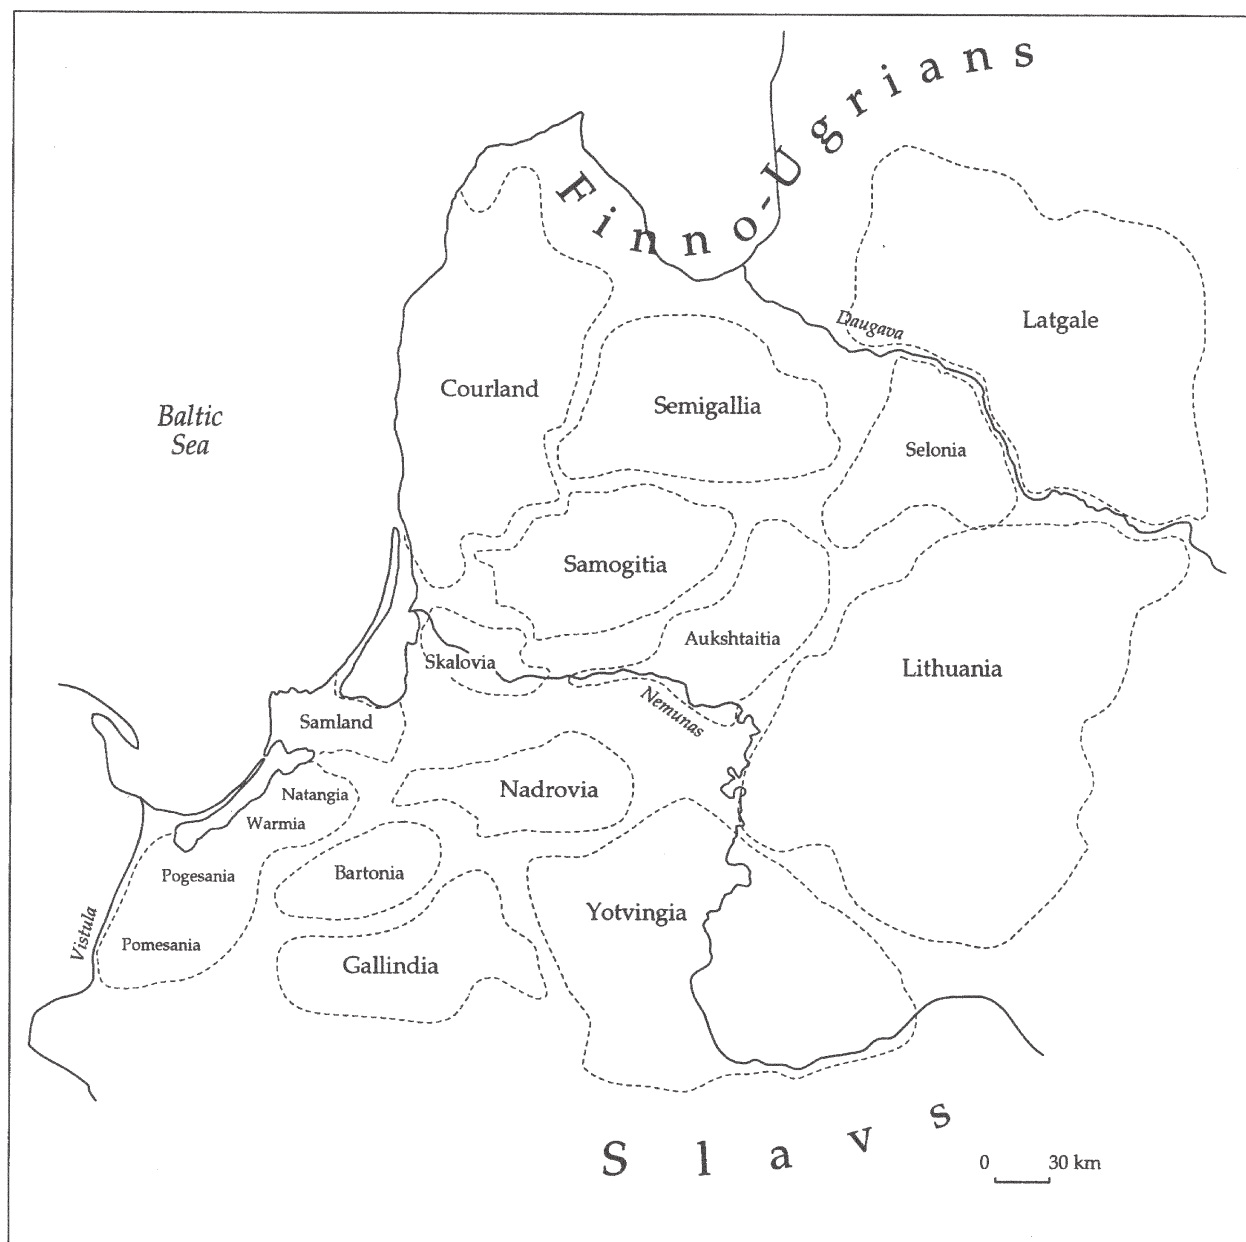 Finno-Ugrians
Daugava
Latgale
Courland
Semigallia
Baltic
Sea
Selonia
Samogitia
Aukshtaitia
Skalovia
Lithuania
Nemunas
Samland
Nadrovia
Natangia
Warmia
Bartonia
Pogesania
Yotvingia
Vistula
Pomesania
Gallindia
Slavs
0 30 km